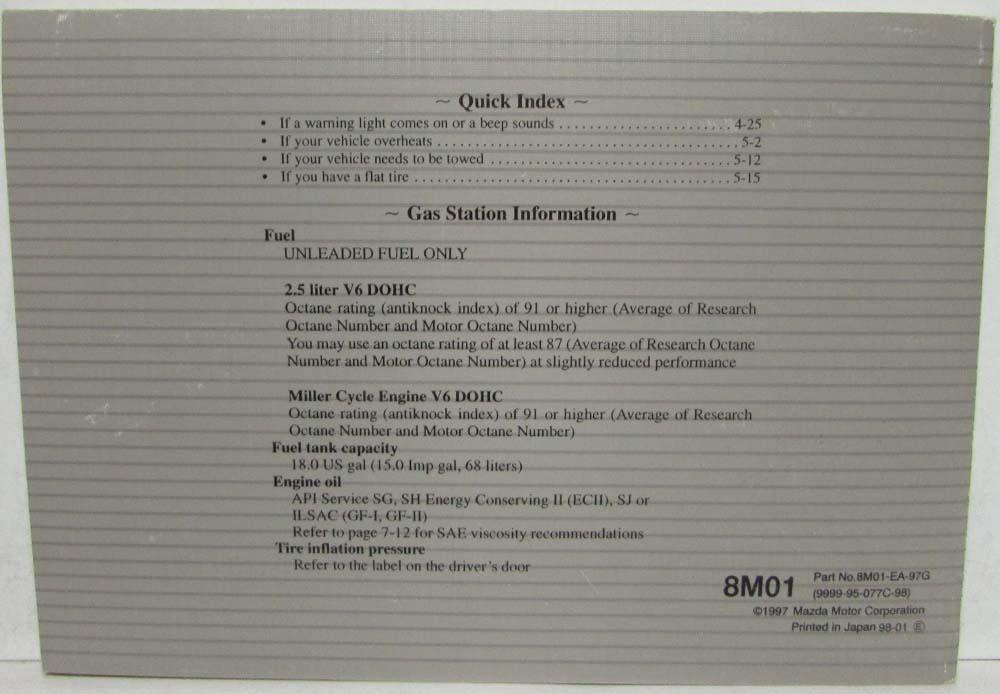 ~ Quick Index ~
• If a warning light comes on or a beep sounds ....................... 4-25
• If your vehicle overheats ........................................ 5-2
• If your vehicle needs to be towed ................................ 5-12
• If you have a flat tire .......................................... 5-15
~ Gas Station Information ~
Fuel
UNLEADED FUEL ONLY
2.5 liter V6 DOHC
Octane rating (antiknock index) of 91 or higher (Average of Research
Octane Number and Motor Octane Number)
You may use an octane rating of at least 87 (Average of Research Octane
Number and Motor Octane Number) at slightly reduced performance
Miller Cycle Engine V6 DOHC
Octane rating (antiknock index) of 91 or higher (Average of Research
Octane Number and Motor Octane Number)
Fuel tank capacity
18.0 US gal (15.0 Imp gal, 68 liters)
Engine oil
API Service SG, SH Energy Conserving II (ECII), SJ or
ILSAC (GF-I, GF-II)
Refer to page 7-12 for SAE viscosity recommendations
Tire inflation pressure
Refer to the label on the driver's door
8M01 Part No.8M01-EA-97G
(9999-95-077C-98)
©1997 Mazda Motor Corporation
Printed in Japan 98-01 Ⓔ